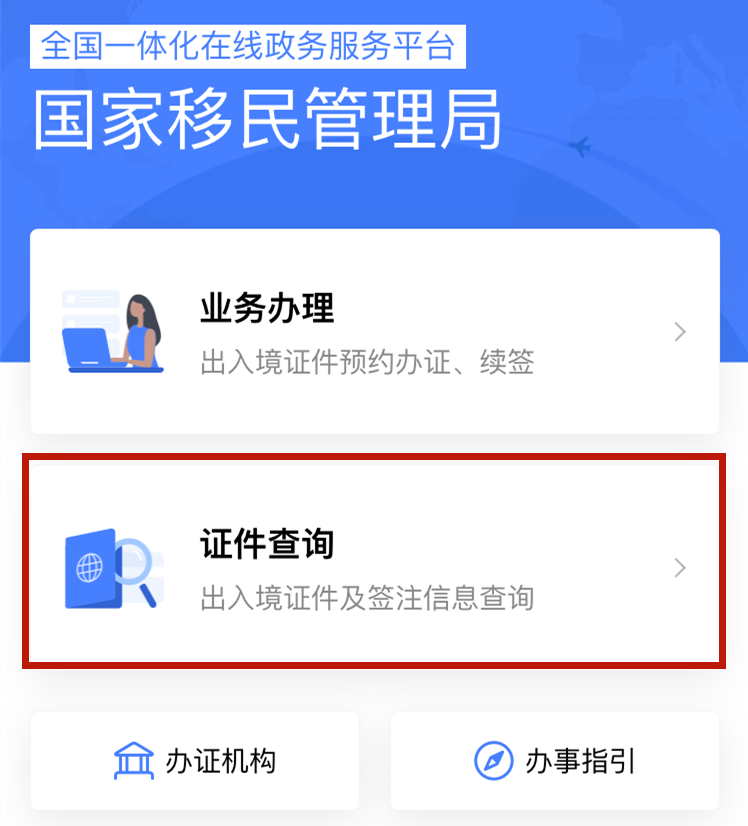 全国一体化在线政务服务平台
国家移民管理局
业务办理
出入境证件预约办证、续签
证件查询
出入境证件及签注信息查询
办证机构
办事指引